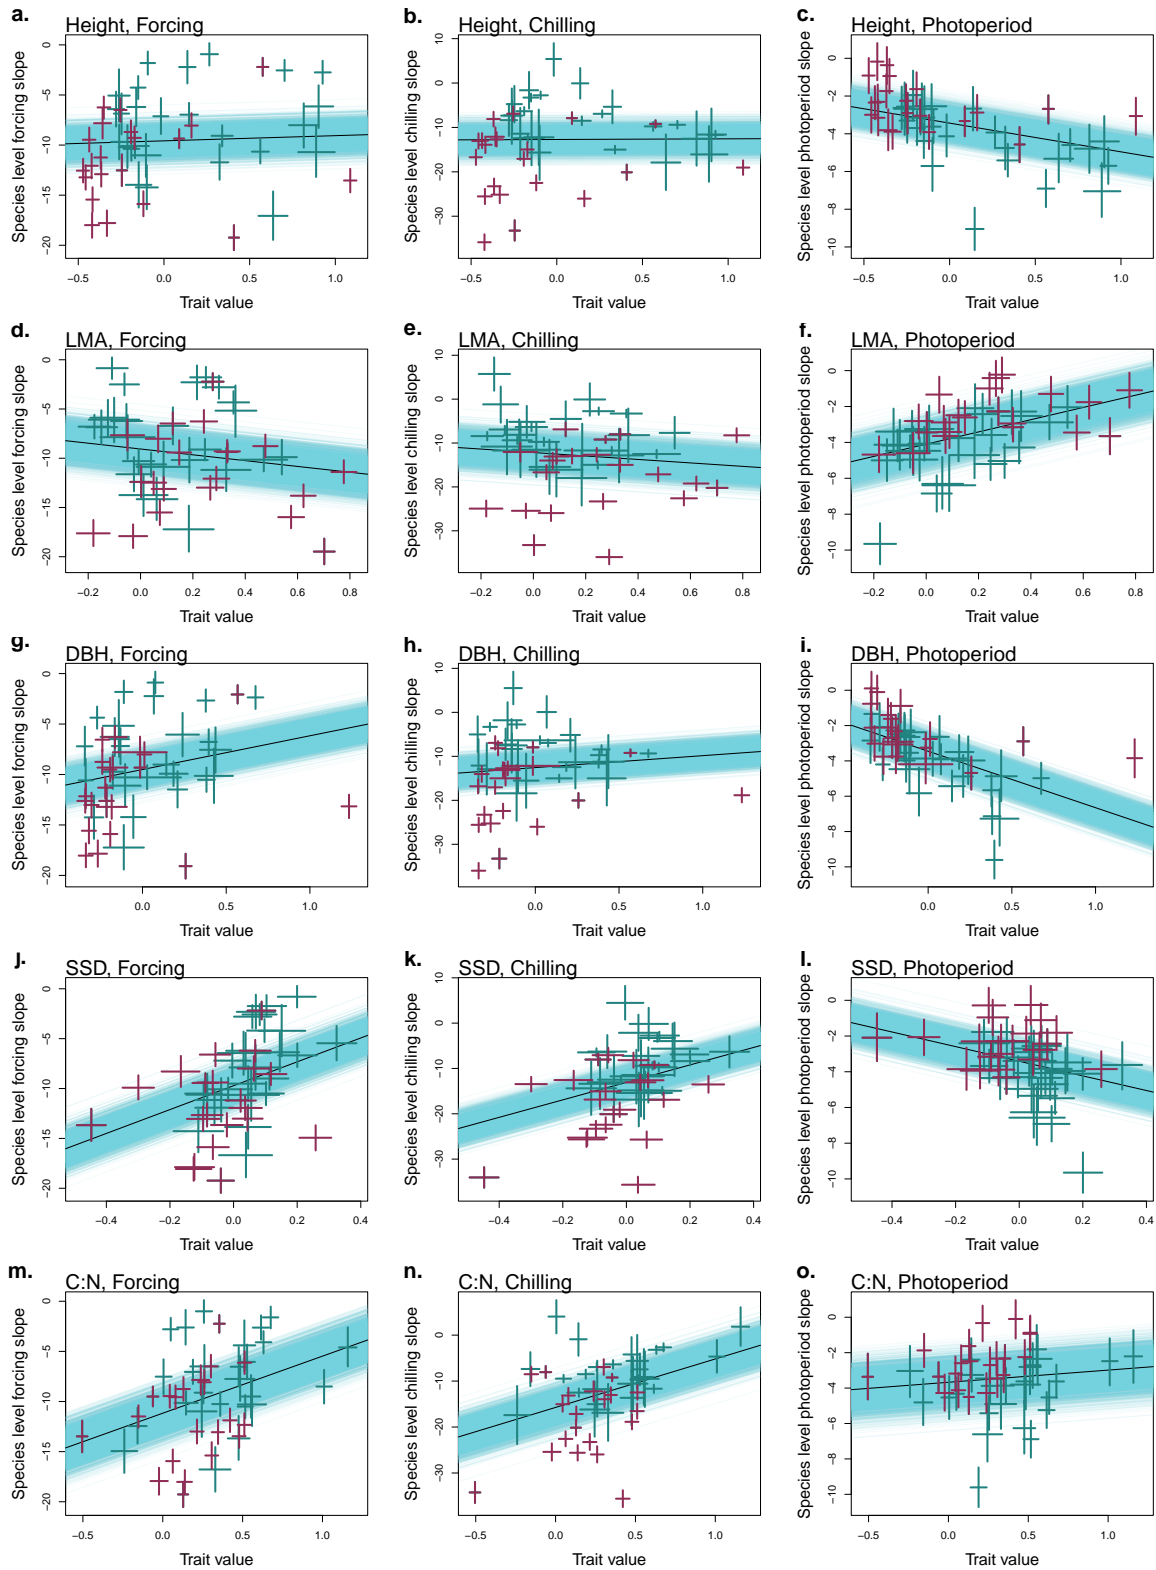 a.
Height, Forcing
Species level forcing slope
0
−5
−10
−15
−20
−0.5
0.0
0.5
1.0
Trait value
b.
Height, Chilling
Species level chilling slope
10
0
−10
−20
−30
−0.5
0.0
0.5
1.0
Trait value
c.
Height, Photoperiod
Species level photoperiod slope
0
−2
−4
−6
−8
−10
−0.5
0.0
0.5
1.0
Trait value
d.
LMA, Forcing
Species level forcing slope
0
−5
−10
−15
−20
−0.2
0.0
0.2
0.4
0.6
0.8
Trait value
e.
LMA, Chilling
Species level chilling slope
10
0
−10
−20
−30
−0.2
0.0
0.2
0.4
0.6
0.8
Trait value
f.
LMA, Photoperiod
Species level photoperiod slope
0
−2
−4
−6
−8
−10
−0.2
0.0
0.2
0.4
0.6
0.8
Trait value
g.
DBH, Forcing
Species level forcing slope
0
−5
−10
−15
−20
0.0
0.5
1.0
Trait value
h.
DBH, Chilling
Species level chilling slope
10
0
−10
−20
−30
0.0
0.5
1.0
Trait value
i.
DBH, Photoperiod
Species level photoperiod slope
0
−2
−4
−6
−8
−10
0.0
0.5
1.0
Trait value
j.
SSD, Forcing
Species level forcing slope
0
−5
−10
−15
−20
−0.4
−0.2
0.0
0.2
0.4
Trait value
k.
SSD, Chilling
Species level chilling slope
10
0
−10
−20
−30
−0.4
−0.2
0.0
0.2
0.4
Trait value
l.
SSD, Photoperiod
Species level photoperiod slope
0
−2
−4
−6
−8
−10
−0.4
−0.2
0.0
0.2
0.4
Trait value
m.
C:N, Forcing
Species level forcing slope
0
−5
−10
−15
−20
−0.5
0.0
0.5
1.0
Trait value
n.
C:N, Chilling
Species level chilling slope
0
−10
−20
−30
−0.5
0.0
0.5
1.0
Trait value
o.
C:N, Photoperiod
Species level photoperiod slope
0
−2
−4
−6
−8
−10
−0.5
0.0
0.5
1.0
Trait value